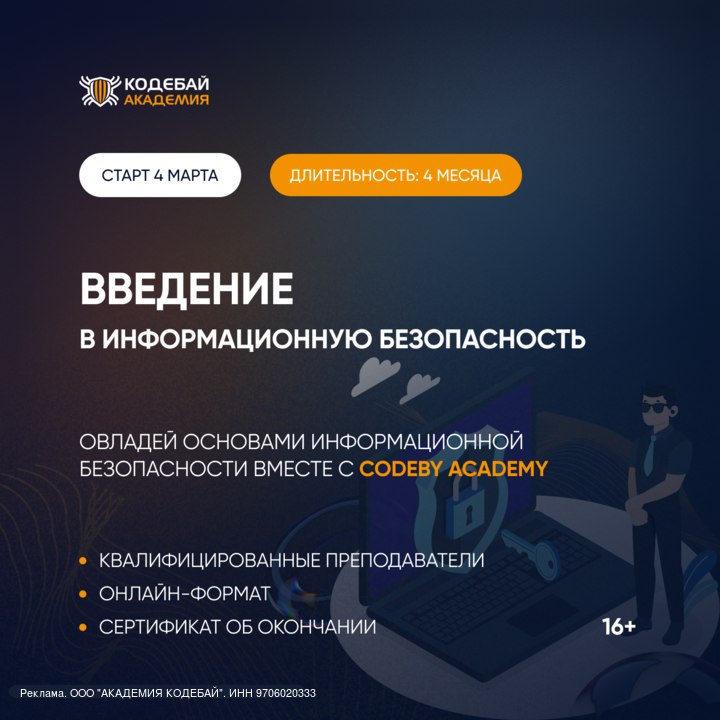 КОДЕБАЙ
АКАДЕМИЯ
СТАРТ 4 МАРТА
ДЛИТЕЛЬНОСТЬ: 4 МЕСЯЦА
ВВЕДЕНИЕ
В ИНФОРМАЦИОННУЮ БЕЗОПАСНОСТЬ
ОВЛАДЕЙ ОСНОВАМИ ИНФОРМАЦИОННОЙ
БЕЗОПАСНОСТИ ВМЕСТЕ С CODEBY ACADEMY
• КВАЛИФИЦИРОВАННЫЕ ПРЕПОДАВАТЕЛИ
• ОНЛАЙН-ФОРМАТ
• СЕРТИФИКАТ ОБ ОКОНЧАНИИ
16+
Реклама. ООО "АКАДЕМИЯ КОДЕБАЙ". ИНН 9706020333